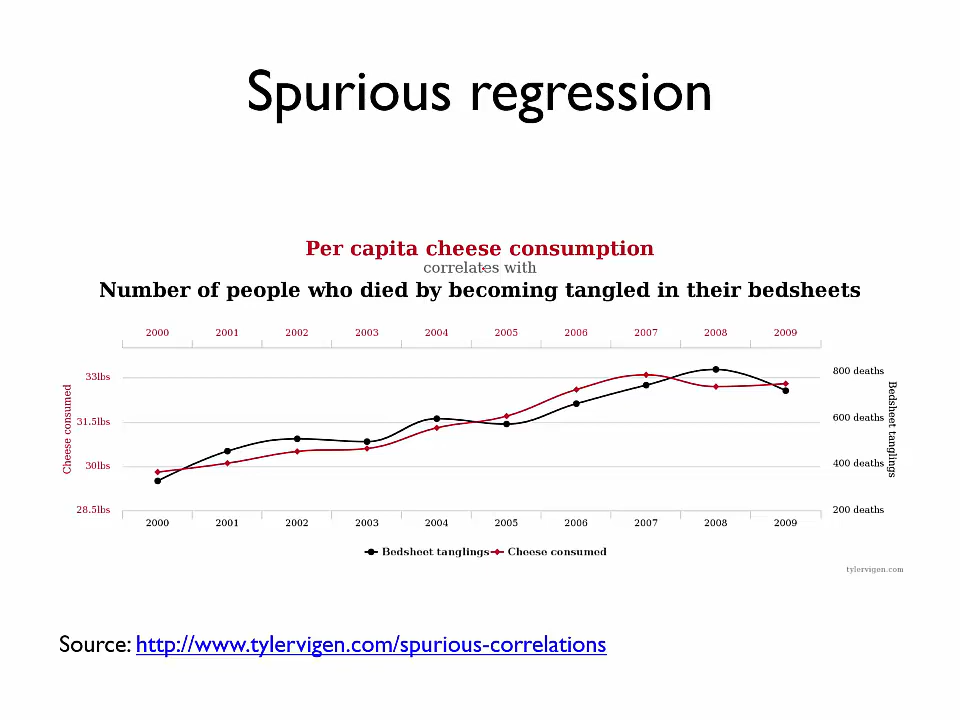 Spurious regression
Per capita cheese consumption
correlates with
Number of people who died by becoming tangled in their bedsheets
2000 2001 2002 2003 2004 2005 2006 2007 2008 2009
Cheese consumed
33lbs
31.5lbs
30lbs
28.5lbs
800 deaths
600 deaths
400 deaths
200 deaths
Bedsheet tanglings
2000 2001 2002 2003 2004 2005 2006 2007 2008 2009
Bedsheet tanglings Cheese consumed
tylervigen.com
Source: http://www.tylervigen.com/spurious-correlations